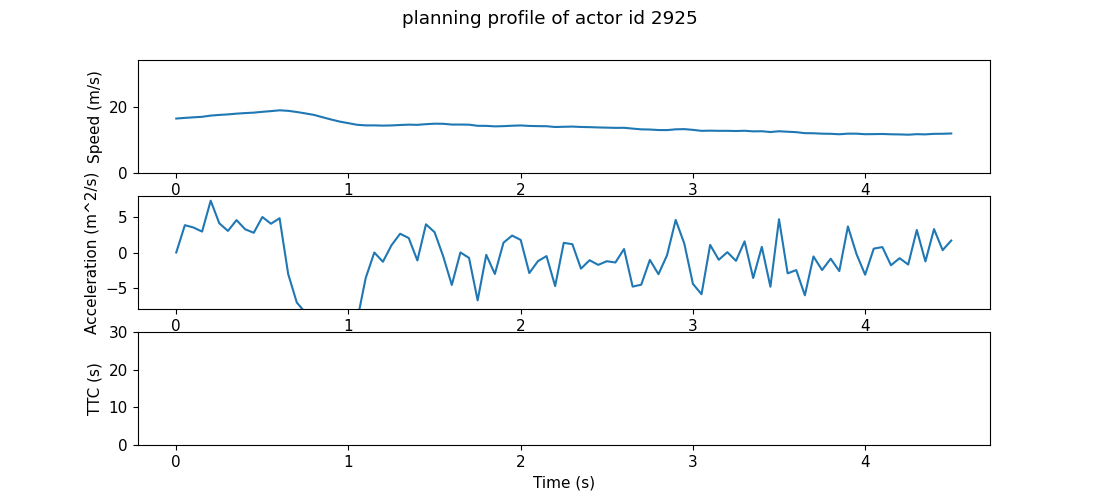 planning profile of actor id 2925
Speed (m/s)
20
0
0 1 2 3 4
Acceleration (m^2/s)
5
0
−5
0 1 2 3 4
TTC (s)
30
20
10
0
0 1 2 3 4
Time (s)